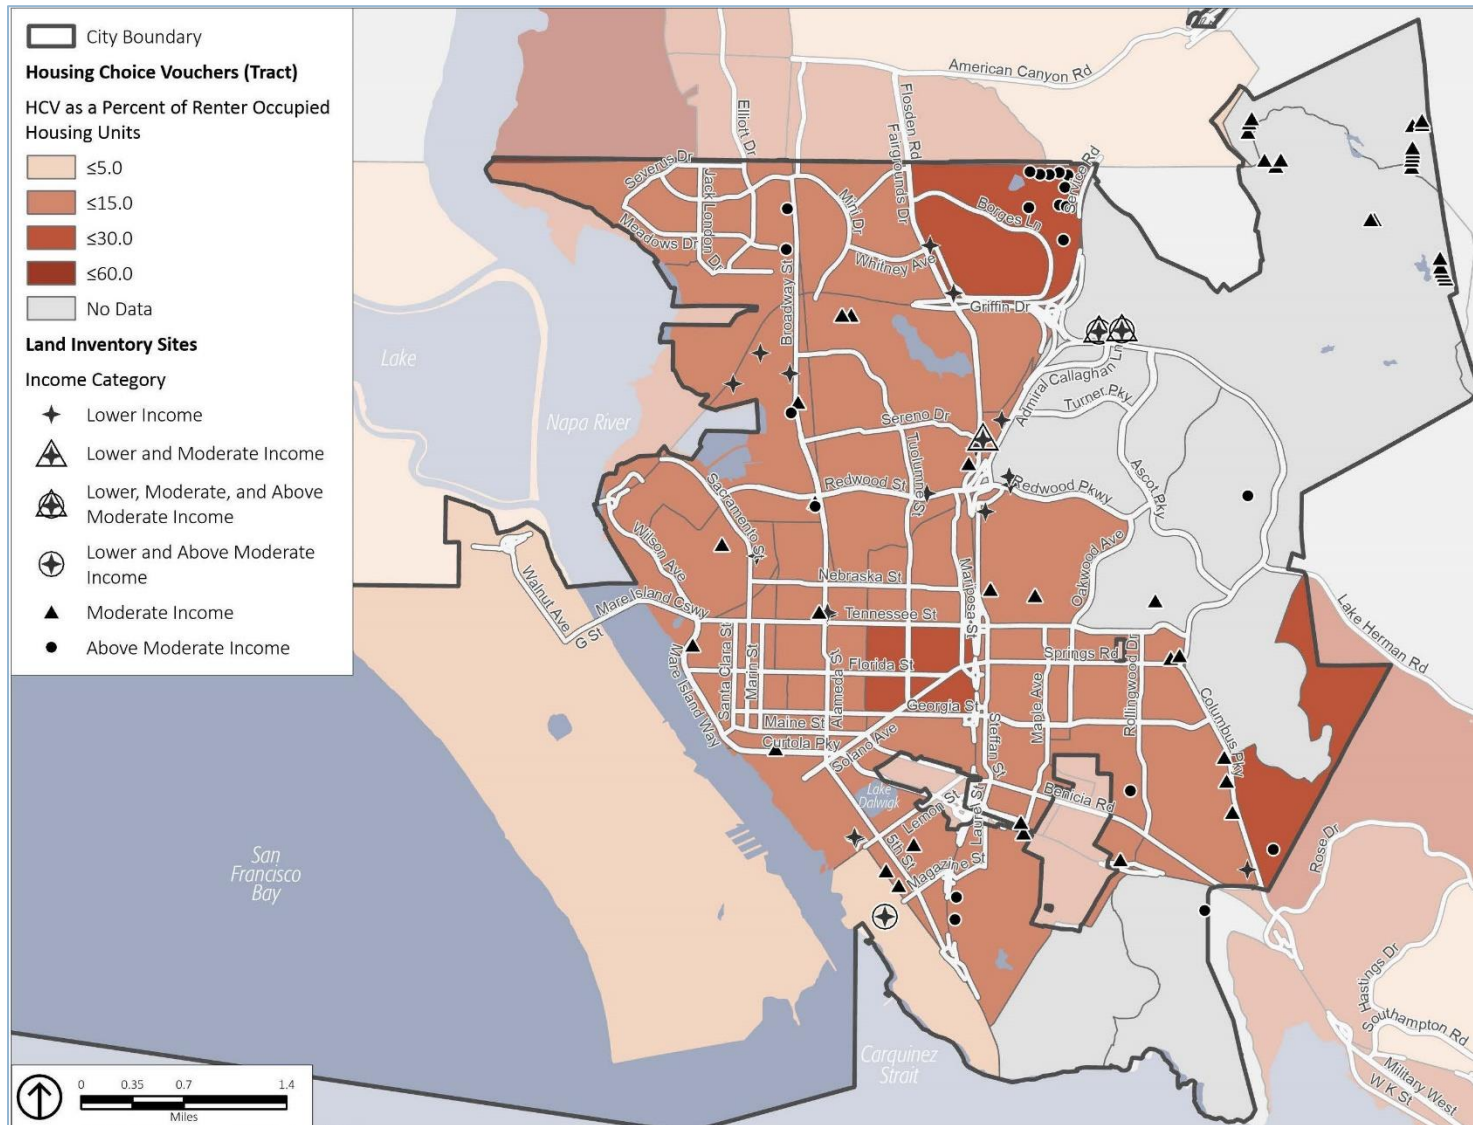 City Boundary
Housing Choice Vouchers (Tract)
HCV as a Percent of Renter Occupied
Housing Units
≤5.0
≤15.0
≤30.0
≤60.0
No Data
Land Inventory Sites
Income Category
Lower Income
Lower and Moderate Income
Lower, Moderate, and Above
Moderate Income
Lower and Above Moderate
Income
Moderate Income
Above Moderate Income
American Canyon Rd
Elliott Dr
Flosden Rd
Fairgrounds Dr
Service Rd
Severus Dr
Jack London Dr
Mini Dr
Borges Ln
Meadows Dr
Whitney Ave
Broadway St
Griffin Dr
Lake
Admiral Callaghan Ln
Turner Pky
Napa River
Sereno Dr
Tuolumne St
Ascot Pky
Sacramento St
Redwood St
Redwood Pkwy
Wilson Ave
Oakwood Ave
Nebraska St
Mariposa St
Walnut Ave
G St
Mare Island Cswy
Tennessee St
Lake Herman Rd
Santa Clara St
Marin St
Florida St
Springs Rd
Rollingwood Dr
Mare Island Way
Alameda St
Georgia St
Maple Ave
Columbus Pky
Maine St
Curtola Pky
Solano Ave
Steffan St
Lake
Dalwigk
Lemon St
Laurel St
Benicia Rd
5th St
Magazine St
Rose Dr
San
Francisco
Bay
Hastings Dr
Southampton Rd
Carquinez
Strait
Military West
W K St
0 0.35 0.7 1.4
Miles